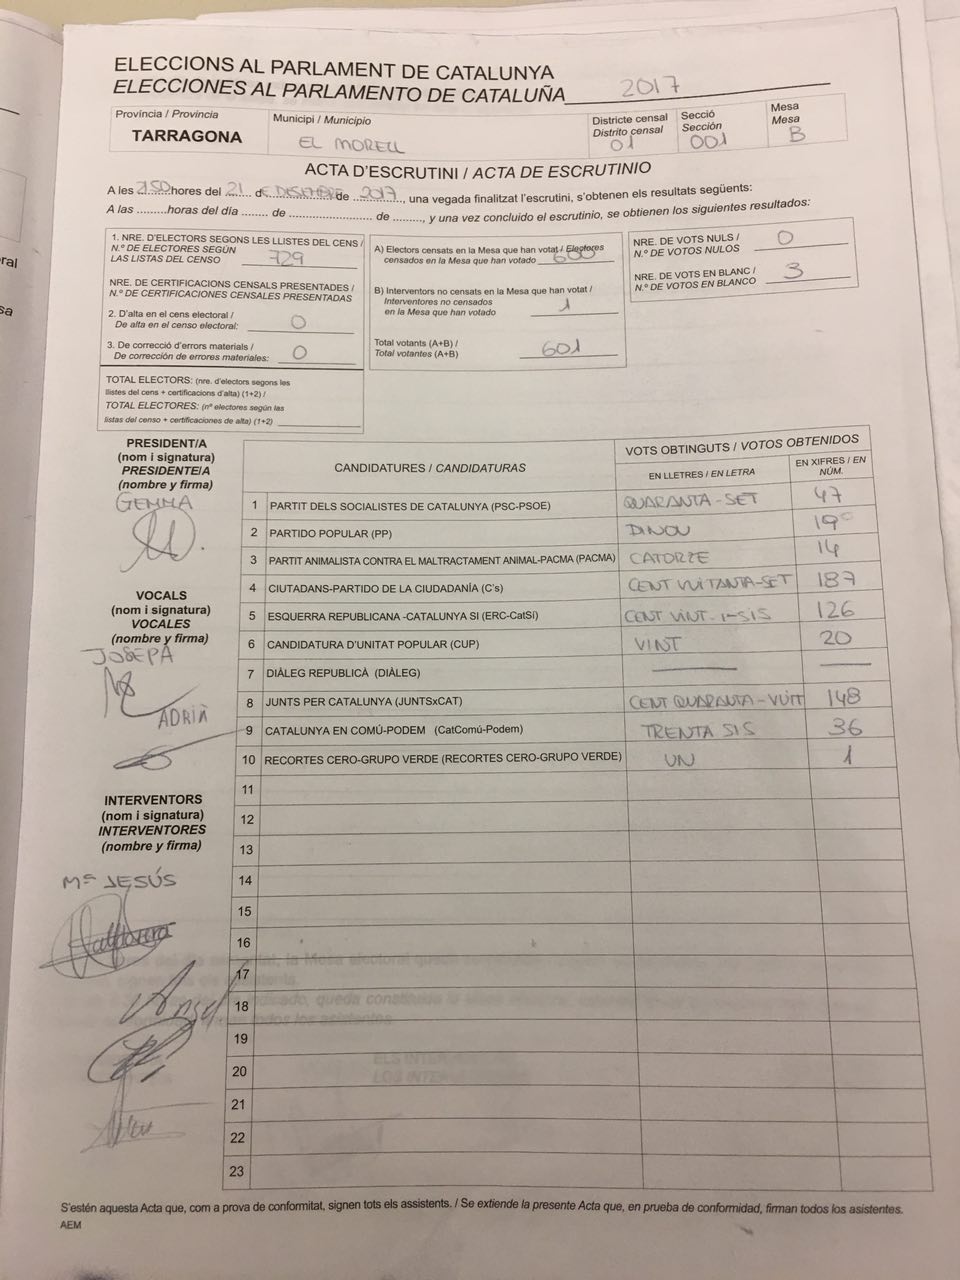 ELECCIONS AL PARLAMENT DE CATALUNYA
ELECCIONES AL PARLAMENTO DE CATALUÑA 2017
Província / Provincia
TARRAGONA
Municipi / Municipio
EL MORELL
Districte censal
Distrito censal
01
Secció
Sección
001
Mesa
Mesa
B
ACTA D'ESCRUTINI / ACTA DE ESCRUTINIO
A les hores del 21 de DESEMBRE de 2017, una vegada finalitzat l'escrutini, s'obtenen els resultats següents:
A las .........horas del día ....... de ....................... de ........, y una vez concluido el escrutinio, se obtienen los siguientes resultados:
1. NRE. D'ELECTORS SEGONS LES LLISTES DEL CENS /
N.º DE ELECTORES SEGÚN
LAS LISTAS DEL CENSO 729
NRE. DE CERTIFICACIONS CENSALS PRESENTADES /
N.º DE CERTIFICACIONES CENSALES PRESENTADAS
2. D'alta en el cens electoral /
De alta en el censo electoral: 0
3. De correcció d'errors materials /
De corrección de errores materiales: 0
TOTAL ELECTORS: (nre. d'electors segons les
llistes del cens + certificacions d'alta) (1+2) /
TOTAL ELECTORES: (nº electores según las
listas del censo + certificaciones de alta) (1+2)
A) Electors censats en la Mesa que han votat / Electores
censados en la Mesa que han votado 600
B) Interventors no censats en la Mesa que han votat /
Interventores no censados
en la Mesa que han votado 1
Total votants (A+B) /
Total votantes (A+B) 601
NRE. DE VOTS NULS /
N.º DE VOTOS NULOS 0
NRE. DE VOTS EN BLANC /
N.º DE VOTOS EN BLANCO 3
PRESIDENT/A
(nom i signatura)
PRESIDENTE/A
(nombre y firma)
GEMMA
VOCALS
(nom i signatura)
VOCALES
(nombre y firma)
JOSEPA
ADRIÀ
INTERVENTORS
(nom i signatura)
INTERVENTORES
(nombre y firma)
Mª JESÚS
Angel
CANDIDATURES / CANDIDATURAS
VOTS OBTINGUTS / VOTOS OBTENIDOS
EN LLETRES / EN LETRA
EN XIFRES / EN NÚM.
1 PARTIT DELS SOCIALISTES DE CATALUNYA (PSC-PSOE) QUARANTA-SET 47
2 PARTIDO POPULAR (PP) DINOU 19
3 PARTIT ANIMALISTA CONTRA EL MALTRACTAMENT ANIMAL-PACMA (PACMA) CATORZE 14
4 CIUTADANS-PARTIDO DE LA CIUDADANÍA (C's) CENT VUITANTA-SET 187
5 ESQUERRA REPUBLICANA -CATALUNYA SI (ERC-CatSí) CENT VINT-I-SIS 126
6 CANDIDATURA D'UNITAT POPULAR (CUP) VINT 20
7 DIÀLEG REPUBLICÀ (DIÀLEG)
8 JUNTS PER CATALUNYA (JUNTSxCAT) CENT QUARANTA-VUIT 148
9 CATALUNYA EN COMÚ-PODEM (CatComú-Podem) TRENTA SIS 36
10 RECORTES CERO-GRUPO VERDE (RECORTES CERO-GRUPO VERDE) UN 1
11
12
13
14
15
16
17
18
19
20
21
22
23
S'estén aquesta Acta que, com a prova de conformitat, signen tots els assistents. / Se extiende la presente Acta que, en prueba de conformidad, firman todos los asistentes.
AEM